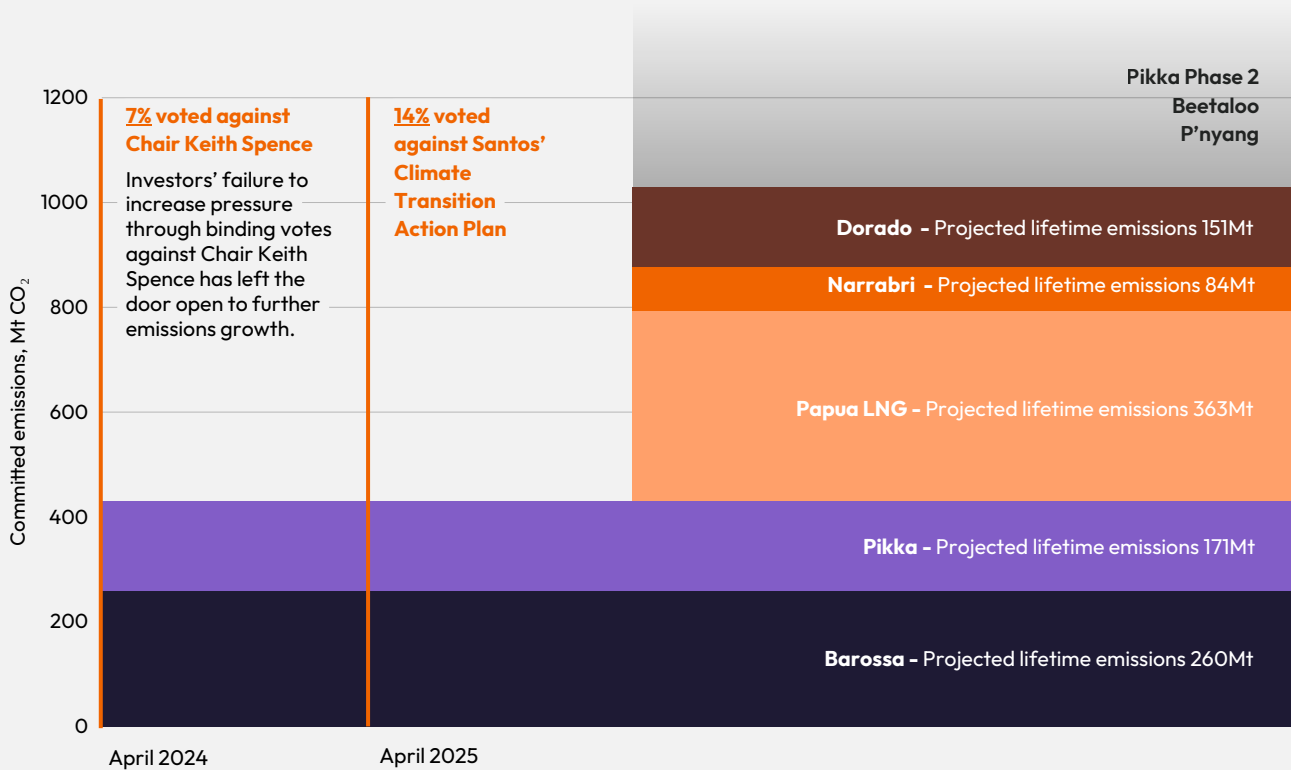 Committed emissions, Mt CO₂
1200
1000
800
600
400
200
0
7% voted against
Chair Keith Spence
Investors’ failure to
increase pressure
through binding votes
against Chair Keith
Spence has left the
door open to further
emissions growth.
14% voted
against Santos’
Climate
Transition
Action Plan
Pikka Phase 2
Beetaloo
P’nyang
Dorado - Projected lifetime emissions 151Mt
Narrabri - Projected lifetime emissions 84Mt
Papua LNG - Projected lifetime emissions 363Mt
Pikka - Projected lifetime emissions 171Mt
Barossa - Projected lifetime emissions 260Mt
April 2024
April 2025